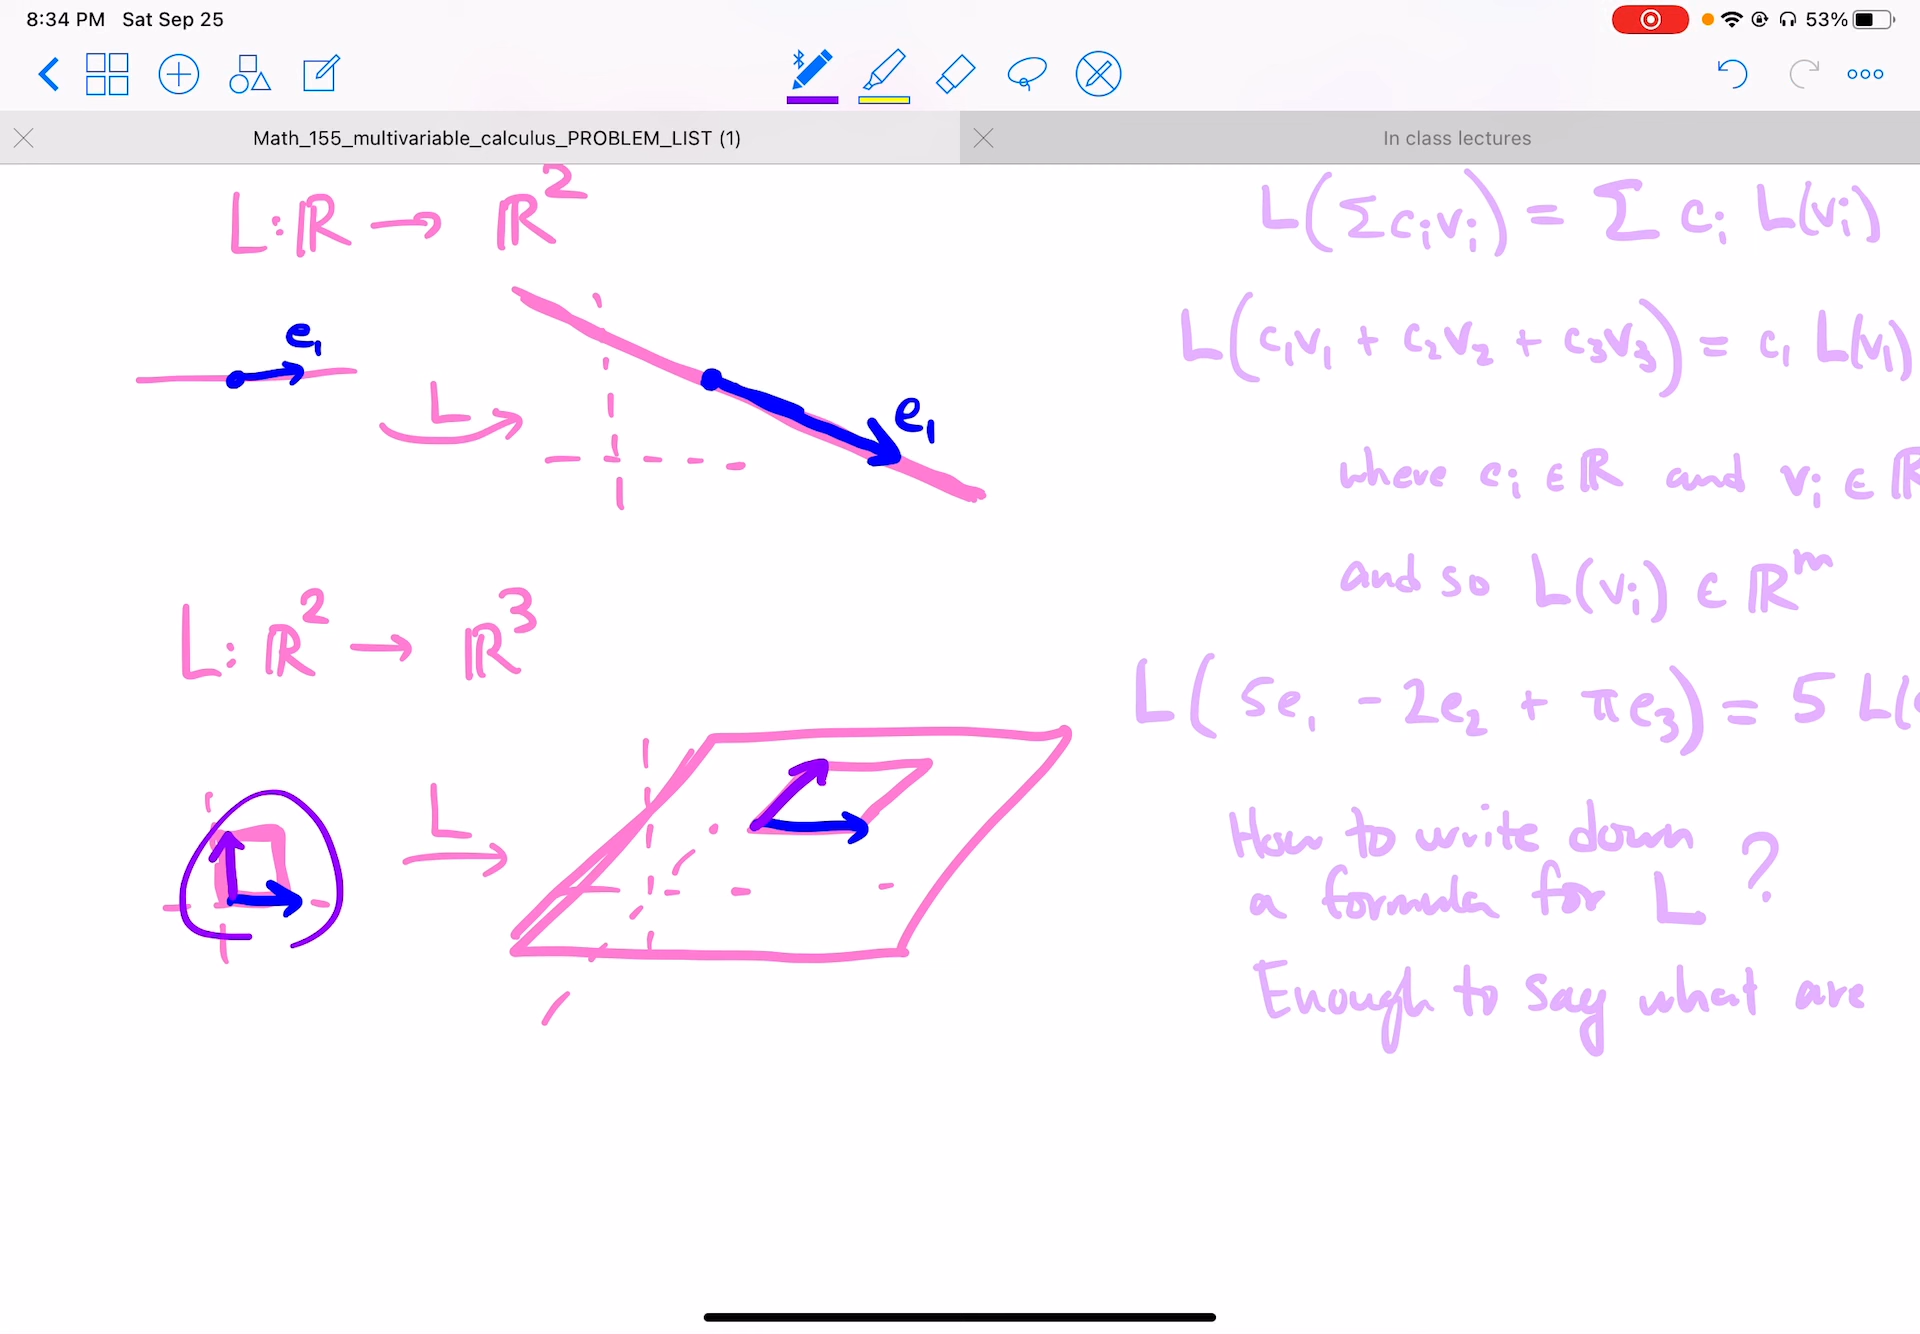 8:34 PM Sat Sep 25
53%
Math_155_multivariable_calculus_PROBLEM_LIST (1)
In class lectures
L: ℝ → ℝ²
e₁
L
e₁
L: ℝ² → ℝ³
L
L(Σcᵢvᵢ) = Σ cᵢ L(vᵢ)
L(c₁v₁ + c₂v₂ + c₃v₃) = c₁ L(v₁)
where cᵢ ∈ ℝ and vᵢ ∈ ℝ
and so L(vᵢ) ∈ ℝᵐ
L(5e₁ - 2e₂ + πe₃) = 5 L(
How to write down
a formula for L ?
Enough to say what are